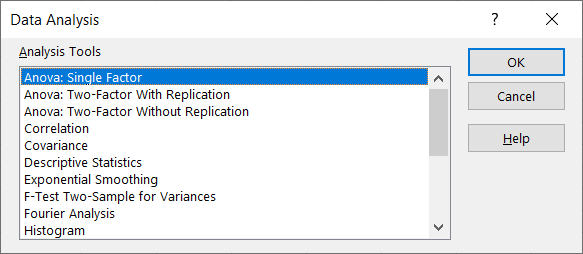 Data Analysis
?
Analysis Tools
Anova: Single Factor
Anova: Two-Factor With Replication
Anova: Two-Factor Without Replication
Correlation
Covariance
Descriptive Statistics
Exponential Smoothing
F-Test Two-Sample for Variances
Fourier Analysis
Histogram
OK
Cancel
Help